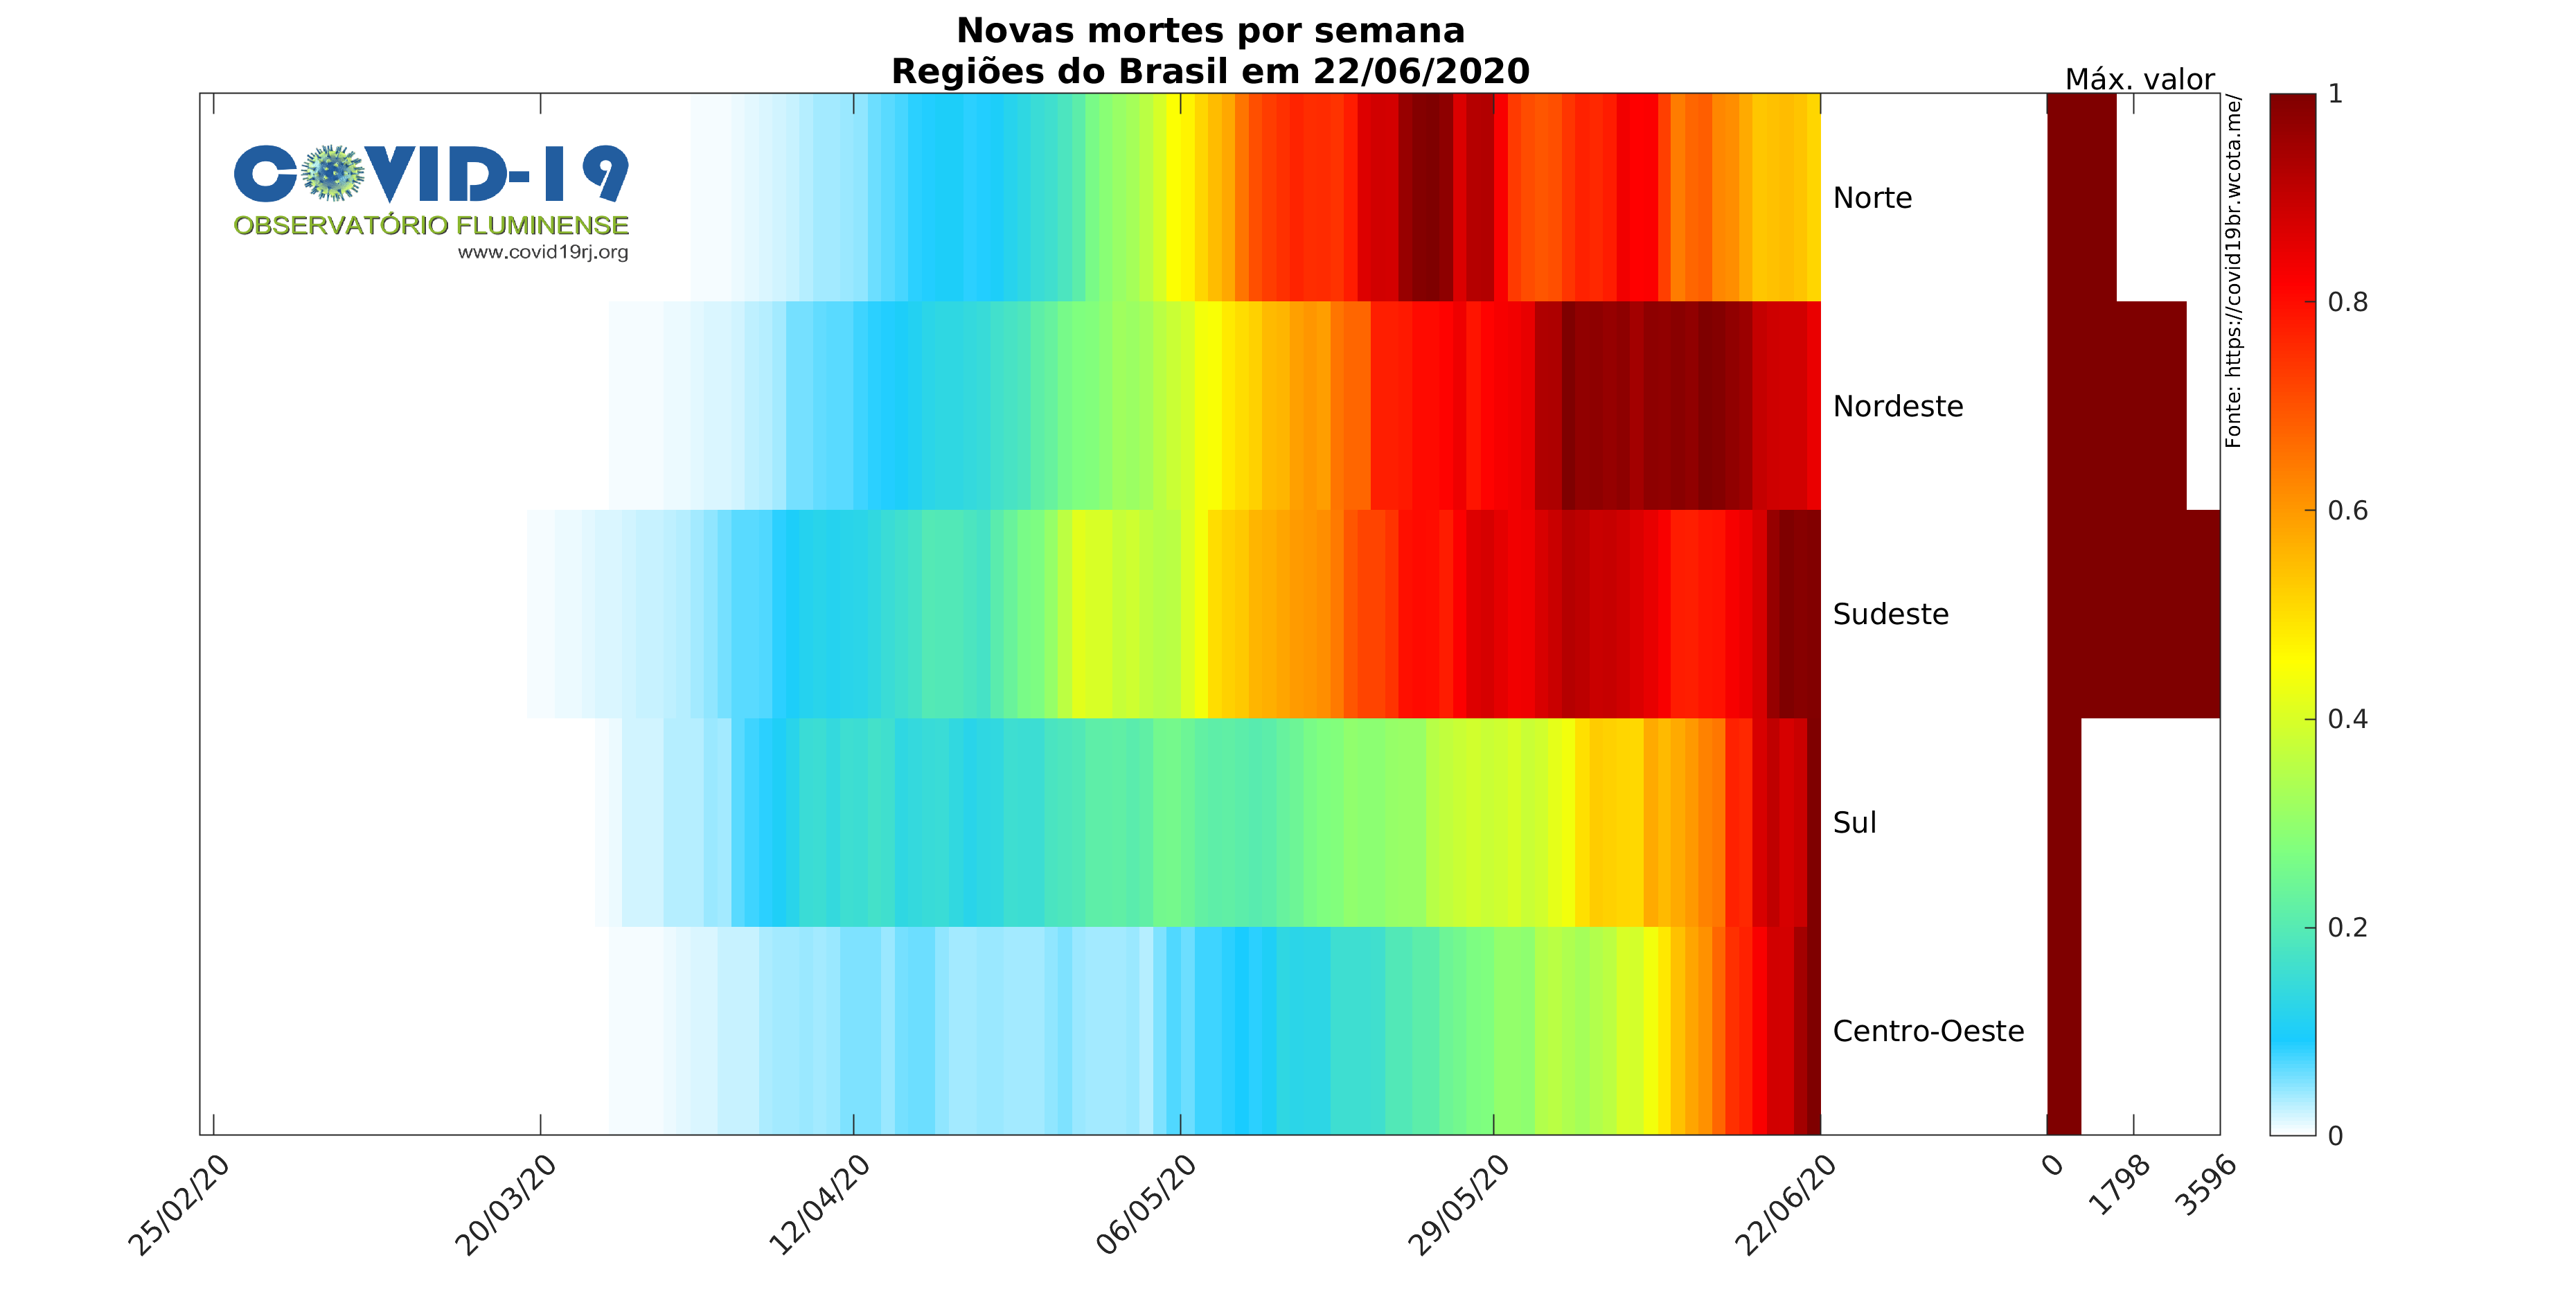 Novas mortes por semana
Regiões do Brasil em 22/06/2020
Máx. valor
COVID-19
OBSERVATÓRIO FLUMINENSE
www.covid19rj.org
Norte
Nordeste
Sudeste
Sul
Centro-Oeste
Fonte: https://covid19br.wcota.me/
1
0.8
0.6
0.4
0.2
0
25/02/20
20/03/20
12/04/20
06/05/20
29/05/20
22/06/20
0
1798
3596